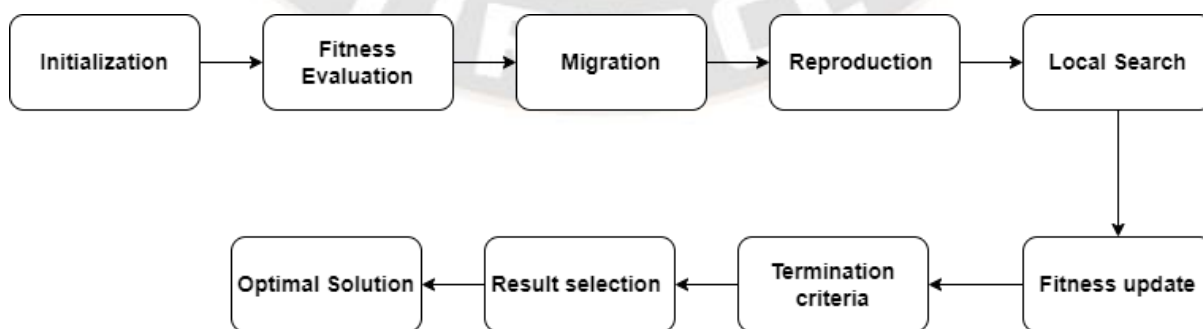 Initialization
Fitness
Evaluation
Migration
Reproduction
Local Search
Fitness update
Termination
criteria
Result selection
Optimal Solution